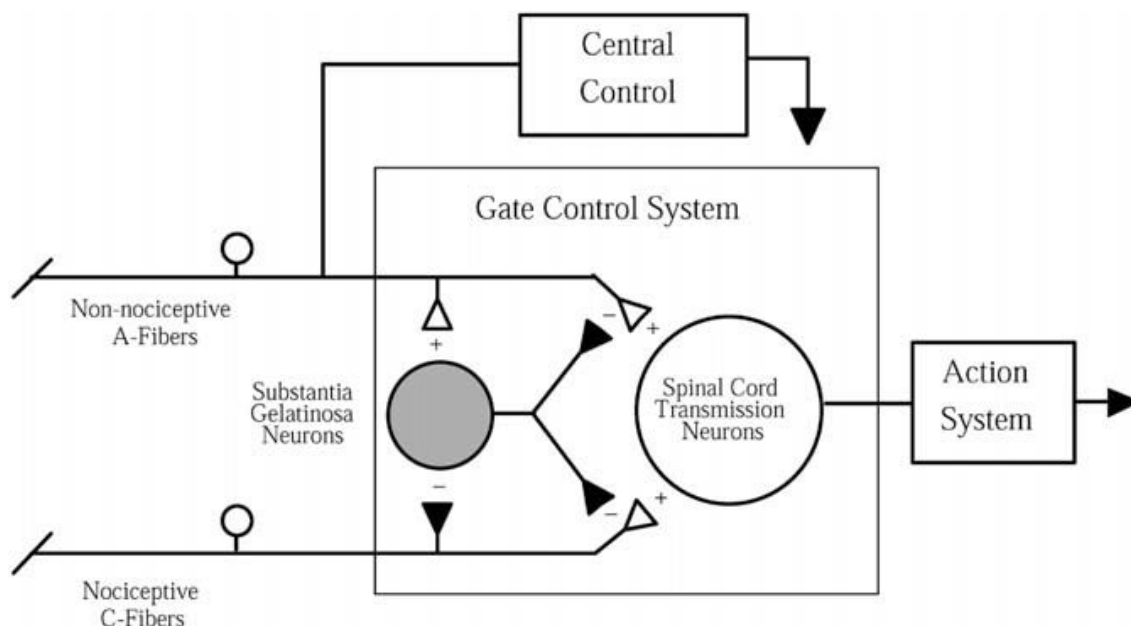 Central
Control
Gate Control System
Non-nociceptive
A-Fibers
+
−
+
Substantia
Gelatinosa
Neurons
Spinal Cord
Transmission
Neurons
Action
System
−
−
+
Nociceptive
C-Fibers